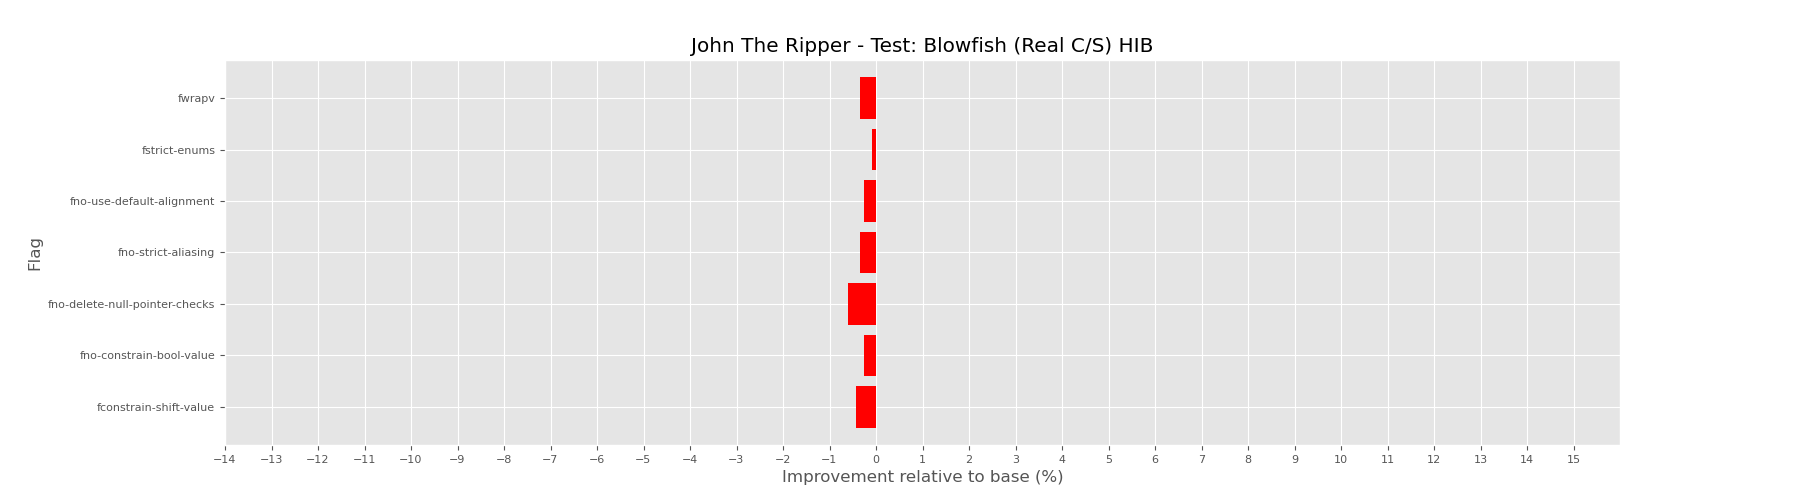 John The Ripper - Test: Blowfish (Real C/S) HIB
Flag
fwrapv
fstrict-enums
fno-use-default-alignment
fno-strict-aliasing
fno-delete-null-pointer-checks
fno-constrain-bool-value
fconstrain-shift-value
−14 −13 −12 −11 −10 −9 −8 −7 −6 −5 −4 −3 −2 −1 0 1 2 3 4 5 6 7 8 9 10 11 12 13 14 15
Improvement relative to base (%)